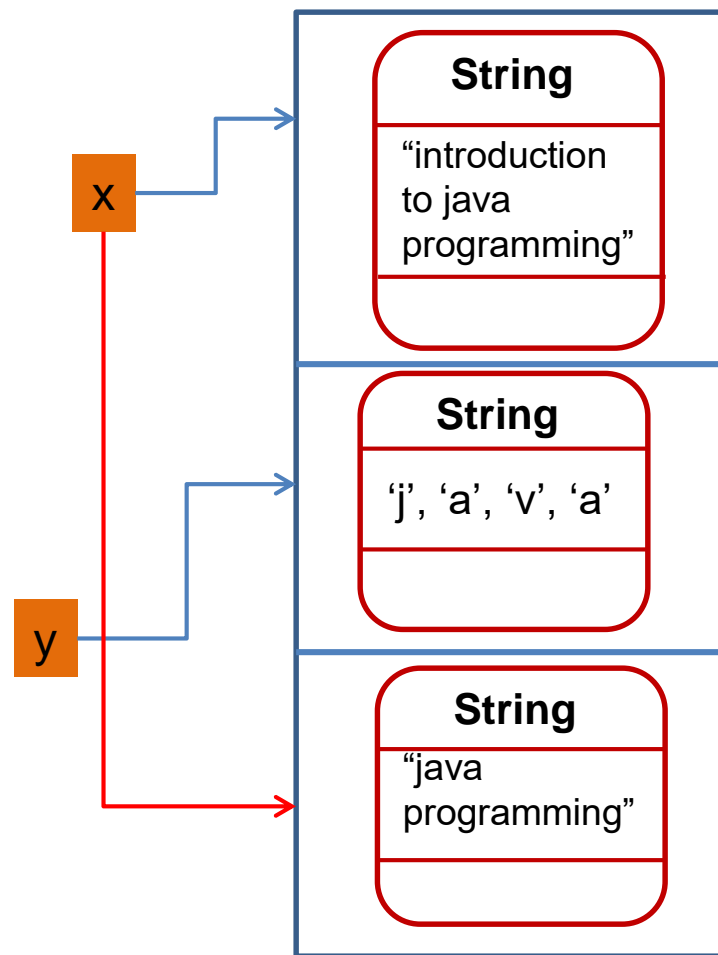 String
“introduction
to java
programming”
x
String
‘j’, ‘a’, ‘v’, ‘a’
y
String
“java
programming”